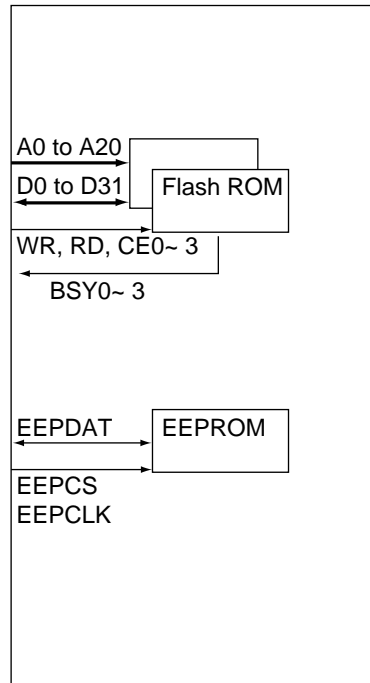 A0 to A20
D0 to D31
Flash ROM
WR, RD, CE0~ 3
BSY0~ 3
EEPDAT
EEPROM
EEPCS
EEPCLK